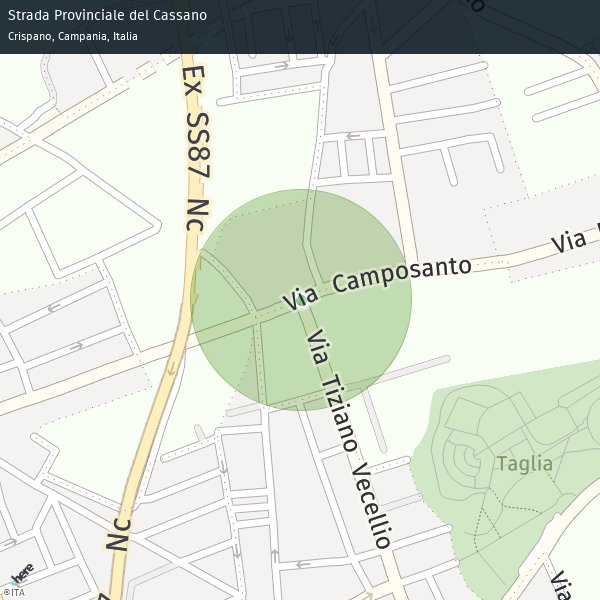 Strada Provinciale del Cassano
Crispano, Campania, Italia
Ex SS87 Nc
Via Camposanto
Via
Via Tiziano Vecellio
Taglia
Nc
Via
here
©ITA